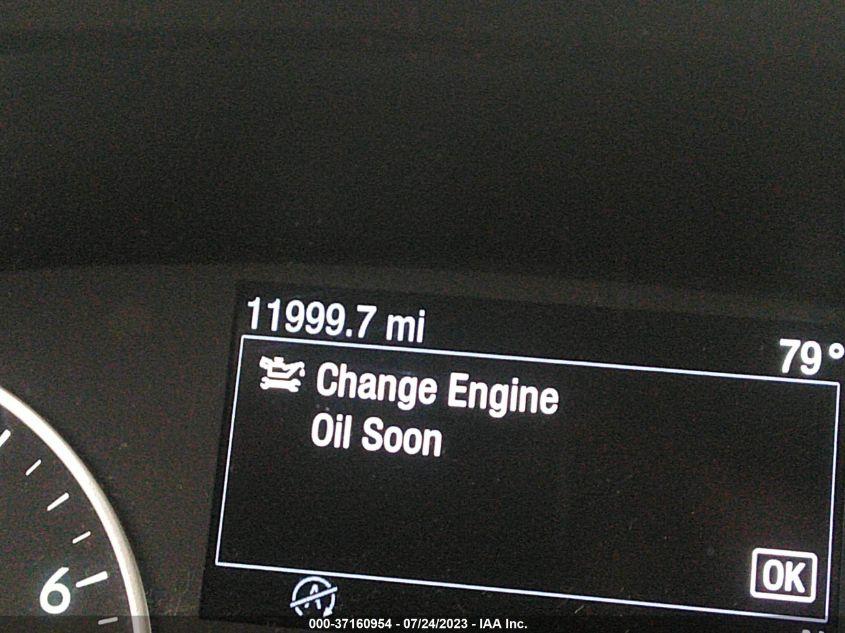 11999.7 mi
79°
Change Engine
Oil Soon
OK
A
6
000-37160954 - 07/24/2023 - IAA Inc.